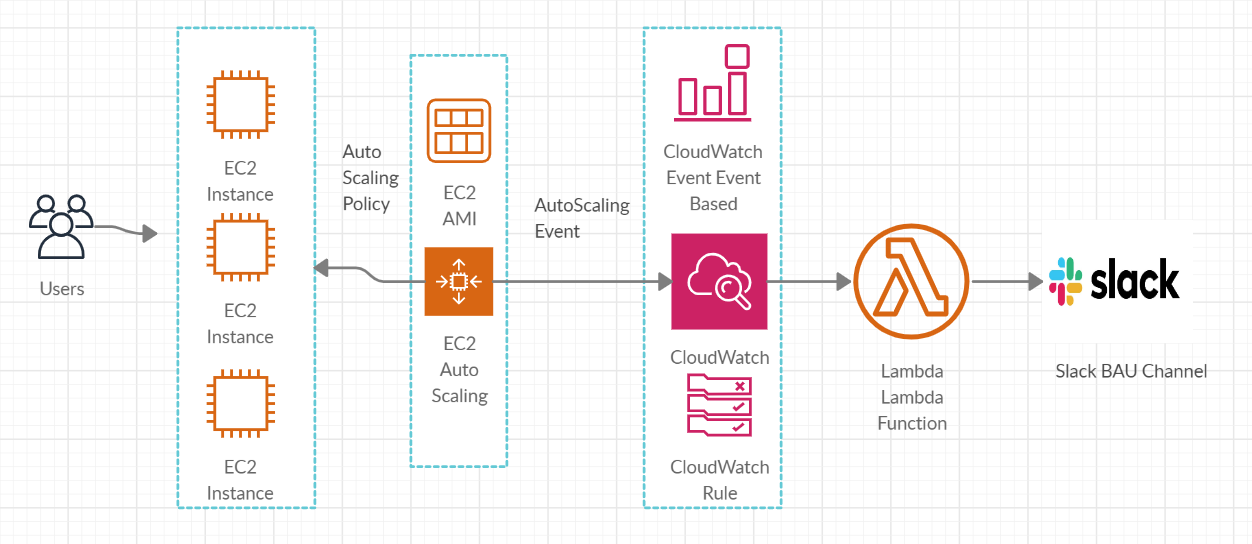 Users
EC2
Instance
EC2
Instance
EC2
Instance
Auto
Scaling
Policy
EC2
AMI
EC2
Auto
Scaling
AutoScaling
Event
CloudWatch
Event Event
Based
CloudWatch
CloudWatch
Rule
Lambda
Lambda
Function
slack
Slack BAU Channel